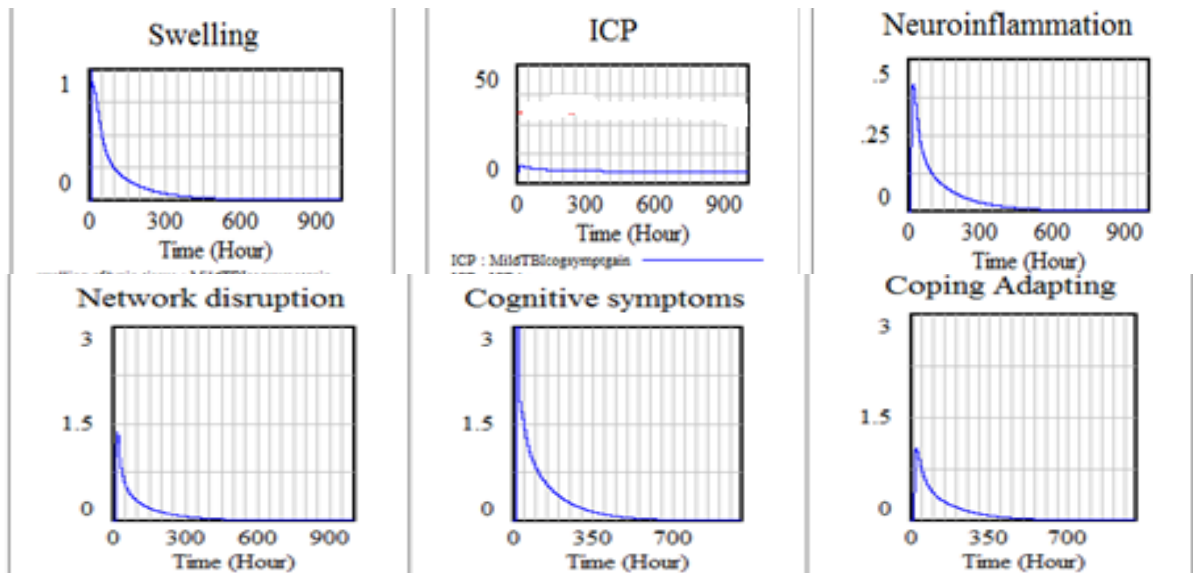 Swelling
1
0
0 300 600 900
Time (Hour)
ICP
50
0
0 300 600 900
Time (Hour)
ICP : MildTBIcogsymptgain
Neuroinflammation
.5
.25
0
0 300 600 900
Time (Hour)
Network disruption
3
1.5
0
0 300 600 900
Time (Hour)
Cognitive symptoms
3
1.5
0
0 350 700
Time (Hour)
Coping Adapting
3
1.5
0
0 350 700
Time (Hour)